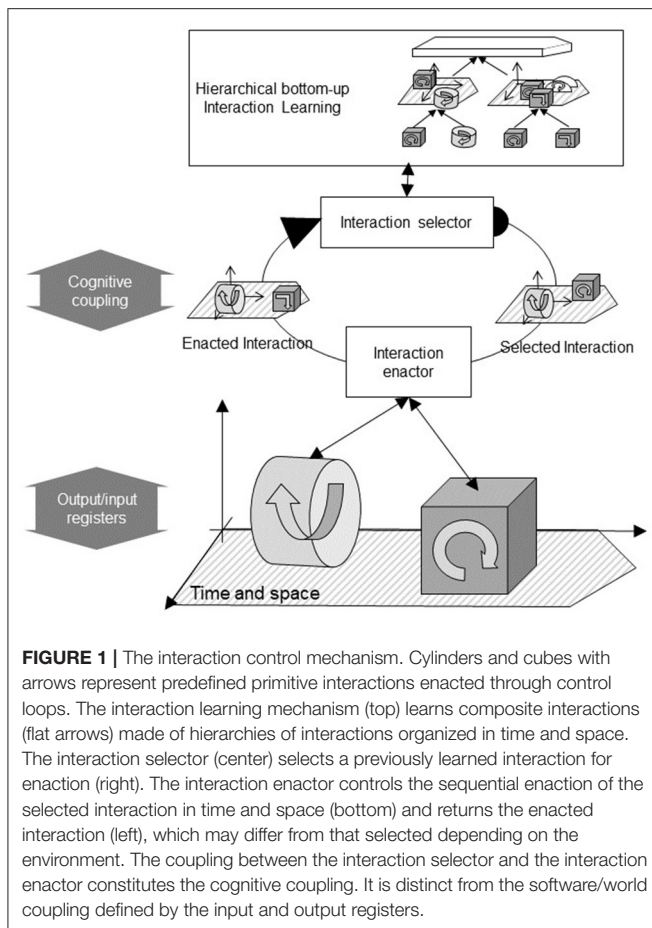 Hierarchical bottom-up
Interaction Learning
Interaction selector
Cognitive
coupling
Enacted Interaction
Selected Interaction
Interaction
enactor
Output/input
registers
Time and space
FIGURE 1 | The interaction control mechanism. Cylinders and cubes with
arrows represent predefined primitive interactions enacted through control
loops. The interaction learning mechanism (top) learns composite interactions
(flat arrows) made of hierarchies of interactions organized in time and space.
The interaction selector (center) selects a previously learned interaction for
enaction (right). The interaction enactor controls the sequential enaction of the
selected interaction in time and space (bottom) and returns the enacted
interaction (left), which may differ from that selected depending on the
environment. The coupling between the interaction selector and the interaction
enactor constitutes the cognitive coupling. It is distinct from the software/world
coupling defined by the input and output registers.